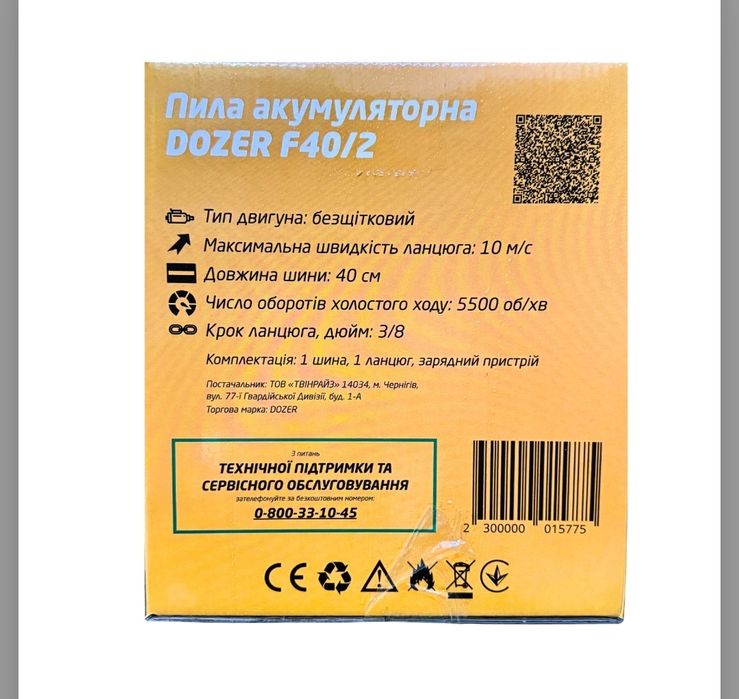 Пила акумуляторна
DOZER F40/2
Тип двигуна: безщітковий
Максимальна швидкість ланцюга: 10 м/с
Довжина шини: 40 см
Число оборотів холостого ходу: 5500 об/хв
Крок ланцюга, дюйм: 3/8
Комплектація: 1 шина, 1 ланцюг, зарядний пристрій
Постачальник: ТОВ «ТВІНРАЙЗ» 14034, м. Чернігів,
вул. 77-ї Гвардійської Дивізії, буд. 1-А
Торгова марка: DOZER
З питань
ТЕХНІЧНОЇ ПІДТРИМКИ ТА
СЕРВІСНОГО ОБСЛУГОВУВАННЯ
зателефонуйте за безкоштовним номером:
0-800-33-10-45
2 300000 015775
CE